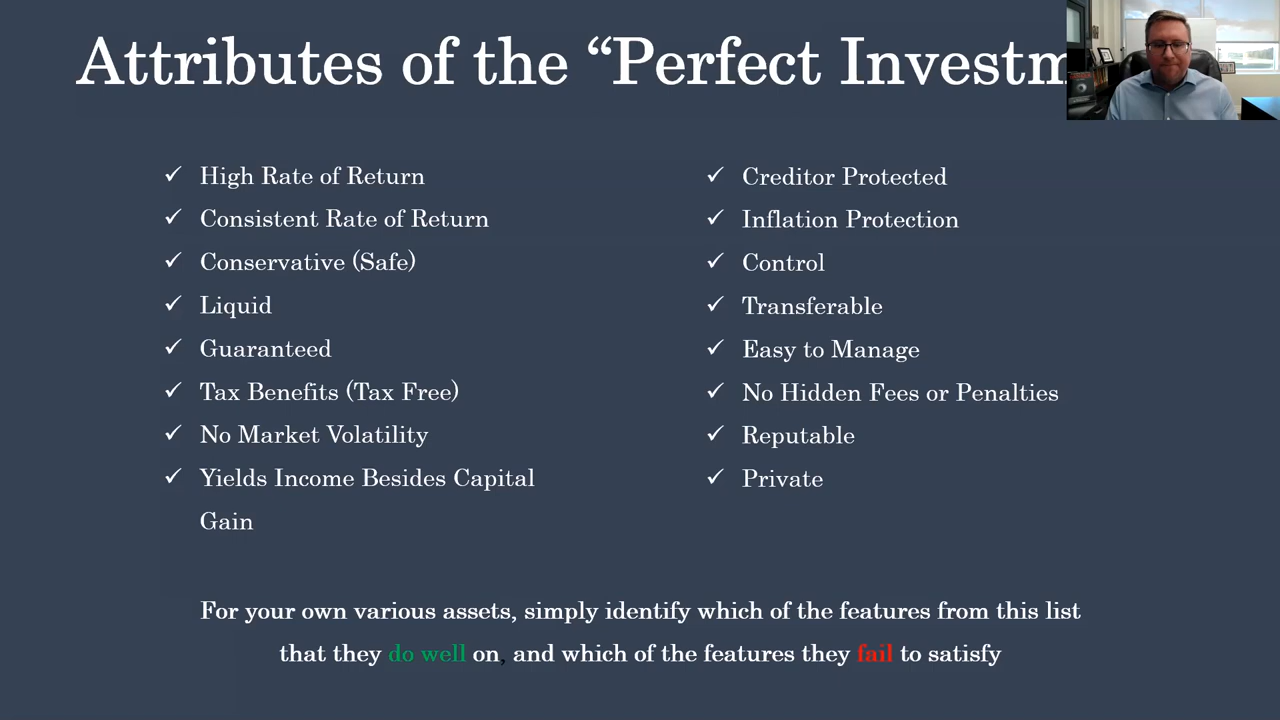 Attributes of the “Perfect Investm
High Rate of Return
Consistent Rate of Return
Conservative (Safe)
Liquid
Guaranteed
Tax Benefits (Tax Free)
No Market Volatility
Yields Income Besides Capital
Gain
Creditor Protected
Inflation Protection
Control
Transferable
Easy to Manage
No Hidden Fees or Penalties
Reputable
Private
For your own various assets, simply identify which of the features from this list
that they do well on, and which of the features they fail to satisfy